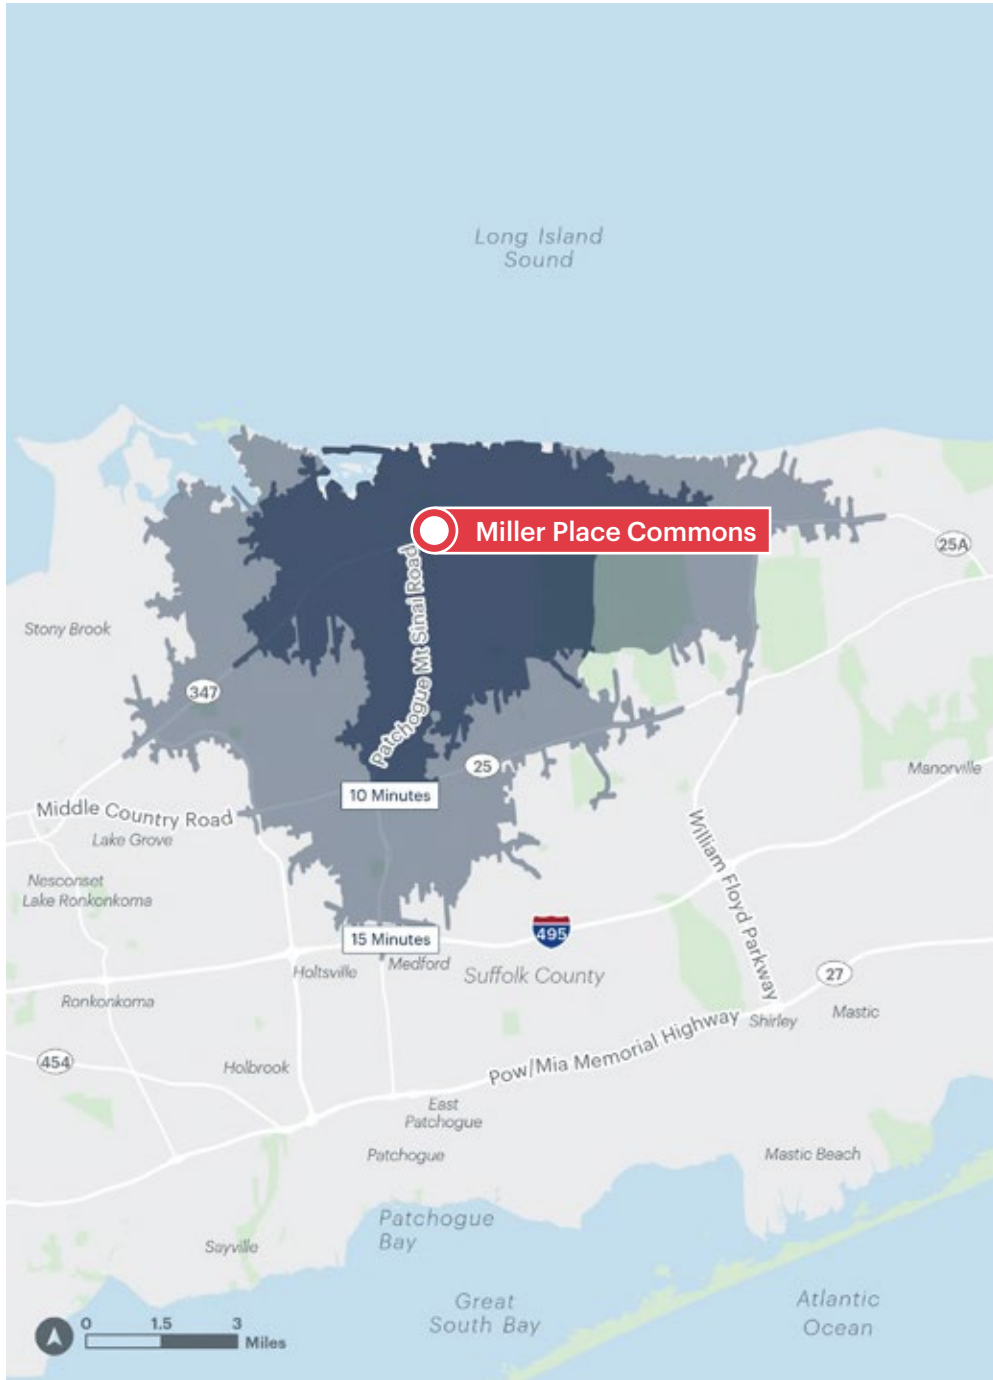 Long Island
Sound
Miller Place Commons
25A
Patchogue Mt Sinai Road
Stony Brook
347
25
Manorville
10 Minutes
Middle Country Road
Lake Grove
William Floyd Parkway
Nesconset
Lake Ronkonkoma
495
15 Minutes
Medford
Holtsville
Suffolk County
27
Ronkonkoma
Mastic
Shirley
Pow/Mia Memorial Highway
454
Holbrook
East
Patchogue
Patchogue
Mastic Beach
Patchogue
Bay
Sayville
Great
South Bay
Atlantic
Ocean
0 1.5 3
Miles